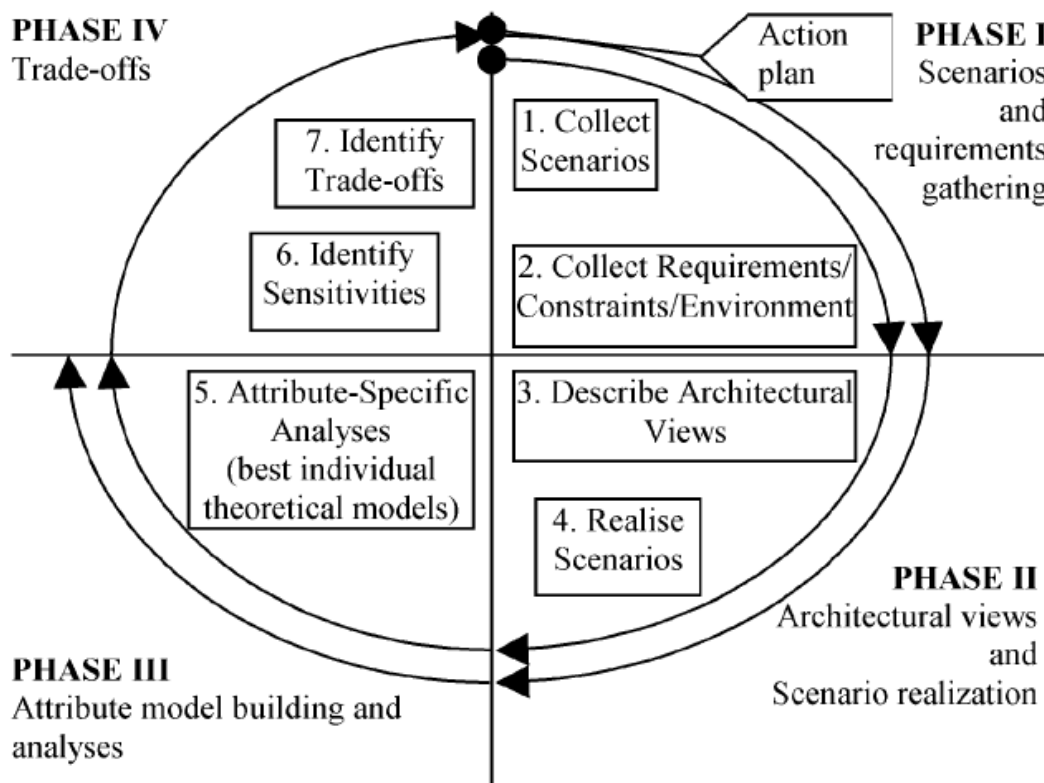 PHASE IV
Trade-offs
Action
plan
PHASE I
Scenarios
and
requirements
gathering
1. Collect
Scenarios
7. Identify
Trade-offs
6. Identify
Sensitivities
2. Collect Requirements/
Constraints/Environment
5. Attribute-Specific
Analyses
(best individual
theoretical models)
3. Describe Architectural
Views
4. Realise
Scenarios
PHASE II
Architectural views
and
Scenario realization
PHASE III
Attribute model building and
analyses